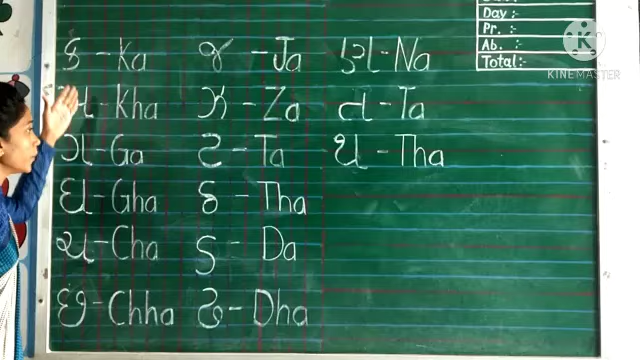 Day:-
Pr.:-
Ab. :-
Total:-
KINEMASTER
ક - Ka જ - Ja ણ - Na
- Kha ઝ - Za ત - Ta
ગ - Ga ટ - Ta થ - Tha
ઘ - Gha ઠ - Tha
ચ - Cha ડ - Da
છ - Chha ઢ - Dha